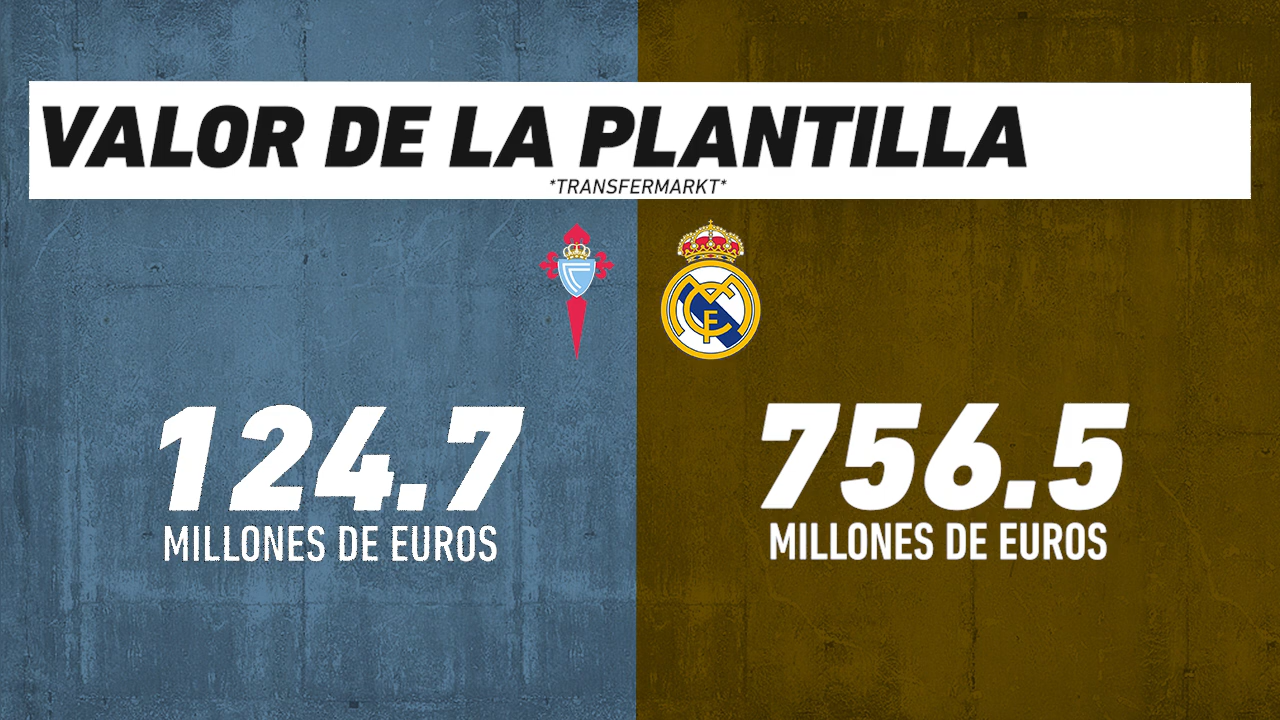 VALOR DE LA PLANTILLA
*TRANSFERMARKT*
124.7
MILLONES DE EUROS
756.5
MILLONES DE EUROS